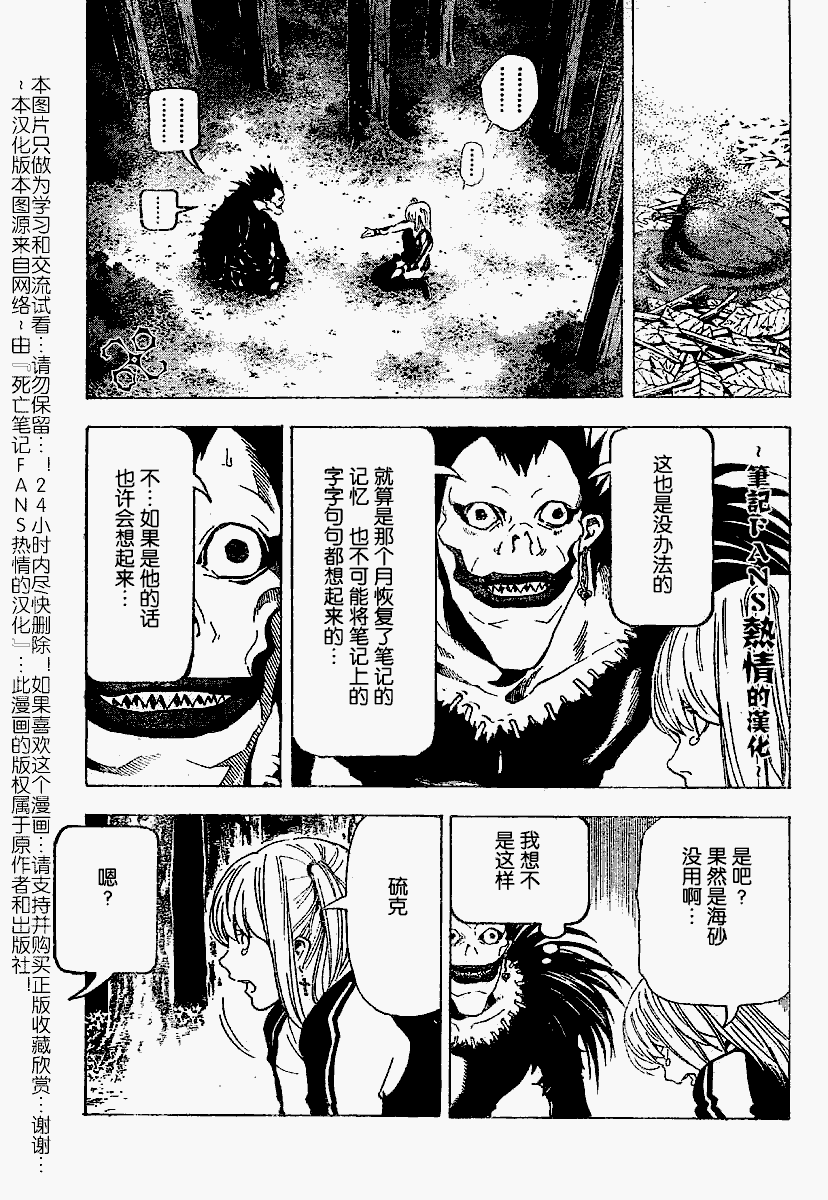 ………
………
……
……
这也是没办法的
就算是那个月恢复了笔记的
记忆 也不可能将笔记上的
字字句句都想起来的…
不…如果是他的话
也许会想起来…
是吧？
果然是海砂
没用啊…
我想不
是这样
硫克
嗯？
~筆記FANS熱情的漢化~
本图片只做为学习和交流试看…请勿保留…！24小时内尽快删除！如果喜欢这个漫画…请支持并购买正版收藏欣赏…谢谢…
~本汉化版本图源来自网络~由『死亡笔记FANS热情的汉化』…此漫画的版权属于原作者和出版社！